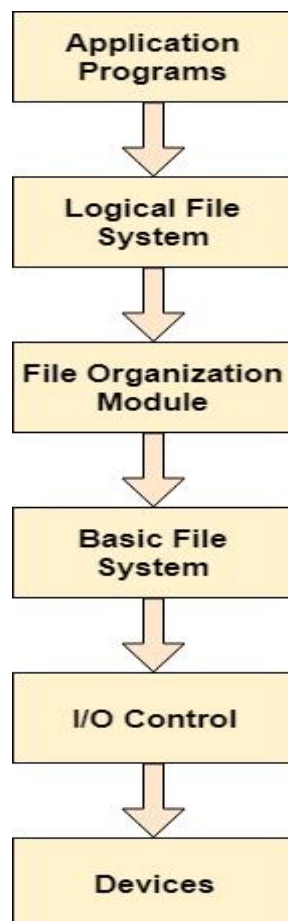 Application
Programs
Logical File
System
File Organization
Module
Basic File
System
I/O Control
Devices